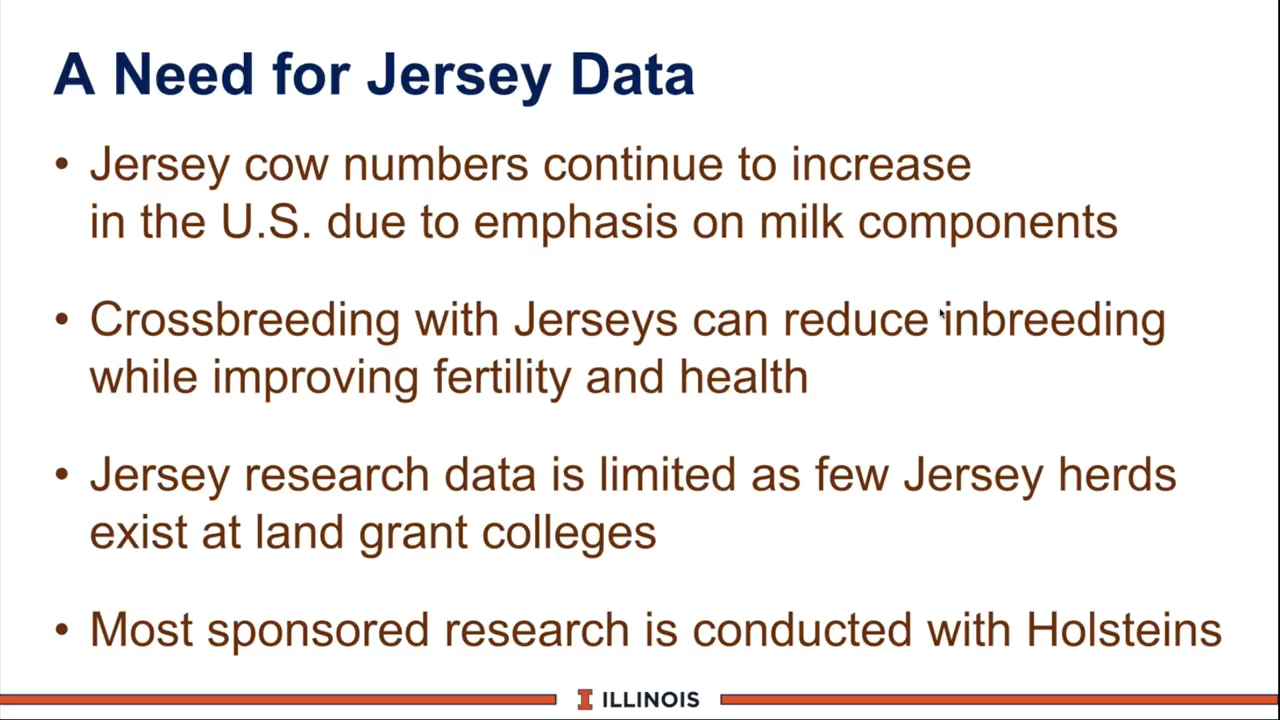 A Need for Jersey Data
• Jersey cow numbers continue to increase
in the U.S. due to emphasis on milk components
• Crossbreeding with Jerseys can reduce inbreeding
while improving fertility and health
• Jersey research data is limited as few Jersey herds
exist at land grant colleges
• Most sponsored research is conducted with Holsteins
I ILLINOIS